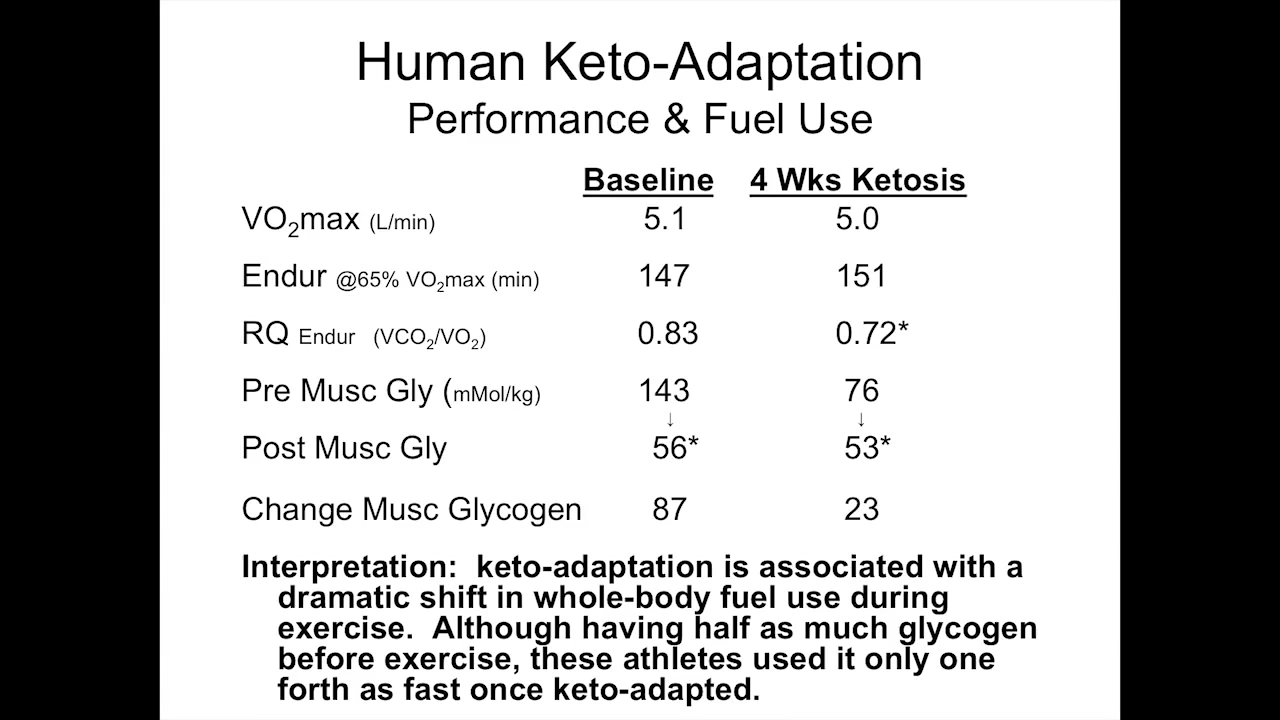 Human Keto-Adaptation
Performance & Fuel Use
Baseline 4 Wks Ketosis
VO₂max (L/min) 5.1 5.0
Endur @65% VO₂max (min) 147 151
RQ Endur (VCO₂/VO₂) 0.83 0.72*
Pre Musc Gly (mMol/kg) 143 76
↓ ↓
Post Musc Gly 56* 53*
Change Musc Glycogen 87 23
Interpretation: keto-adaptation is associated with a
dramatic shift in whole-body fuel use during
exercise. Although having half as much glycogen
before exercise, these athletes used it only one
forth as fast once keto-adapted.